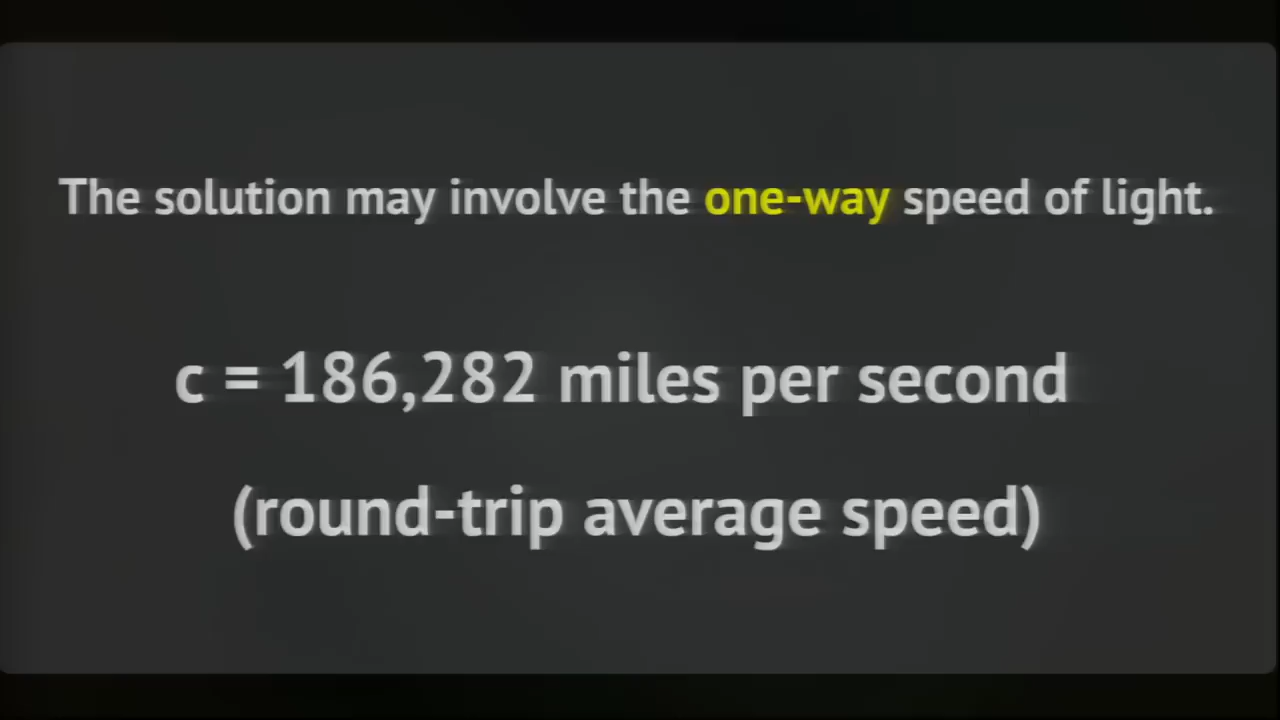 The solution may involve the one-way speed of light.
c = 186,282 miles per second
(round-trip average speed)